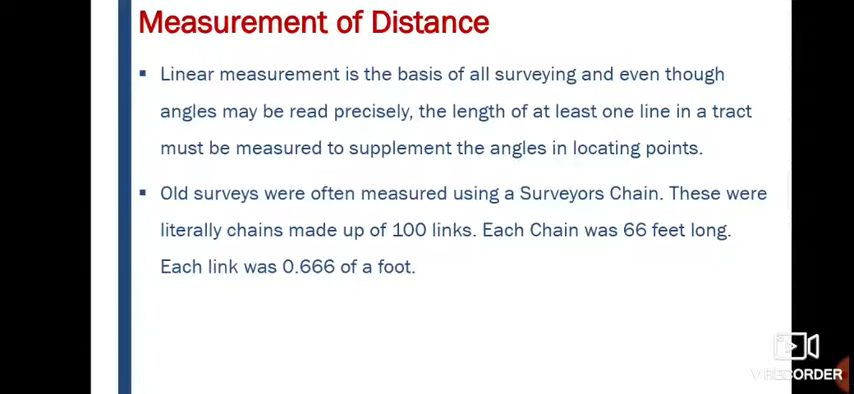 Measurement of Distance
▪ Linear measurement is the basis of all surveying and even though
angles may be read precisely, the length of at least one line in a tract
must be measured to supplement the angles in locating points.
▪ Old surveys were often measured using a Surveyors Chain. These were
literally chains made up of 100 links. Each Chain was 66 feet long.
Each link was 0.666 of a foot.
V RECORDER